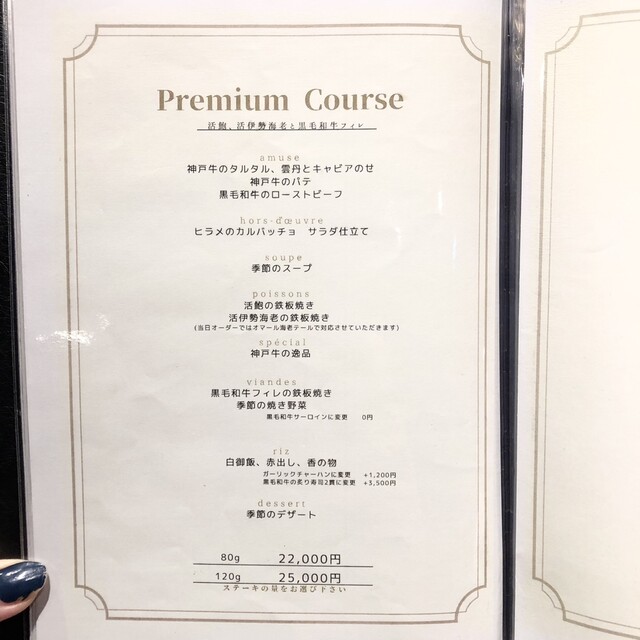 Premium Course
活鮑、活伊勢海老と黒毛和牛フィレ
amuse
神戸牛のタルタル、雲丹とキャビアのせ
神戸牛のパテ
黒毛和牛のローストビーフ
hors-d'œuvre
ヒラメのカルパッチョ　サラダ仕立て
soupe
季節のスープ
poissons
活鮑の鉄板焼き
活伊勢海老の鉄板焼き
(当日オーダーではオマール海老テールで対応させていただきます)
spécial
神戸牛の逸品
viandes
黒毛和牛フィレの鉄板焼き
季節の焼き野菜
黒毛和牛サーロインに変更　0円
riz
白御飯、赤出し、香の物
ガーリックチャーハンに変更　+1,200円
黒毛和牛の炙り寿司2貫に変更　+3,500円
dessert
季節のデザート
80g　22,000円
120g　25,000円
ステーキの量をお選び下さい